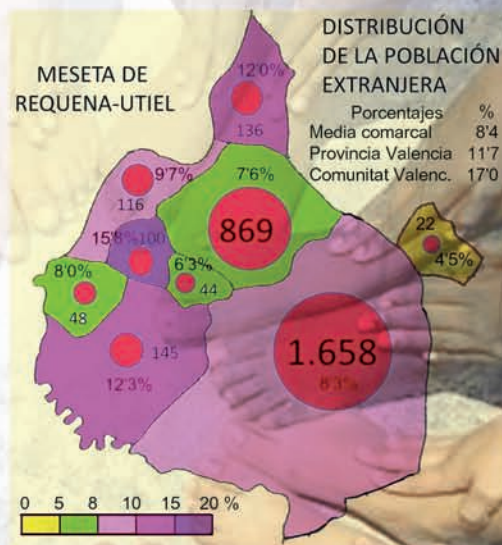 MESETA DE
REQUENA-UTIEL
DISTRIBUCIÓN
DE LA POBLACIÓN
EXTRANJERA
Porcentajes %
Media comarcal 8'4
Provincia Valencia 11'7
Comunitat Valenc. 17'0
12'0%
136
9'7%
116
7'6%
869
22
4'5%
15'8% 100
6'3%
44
8'0%
48
145
12'3%
1.658
8'3%
0 5 8 10 15 20 %